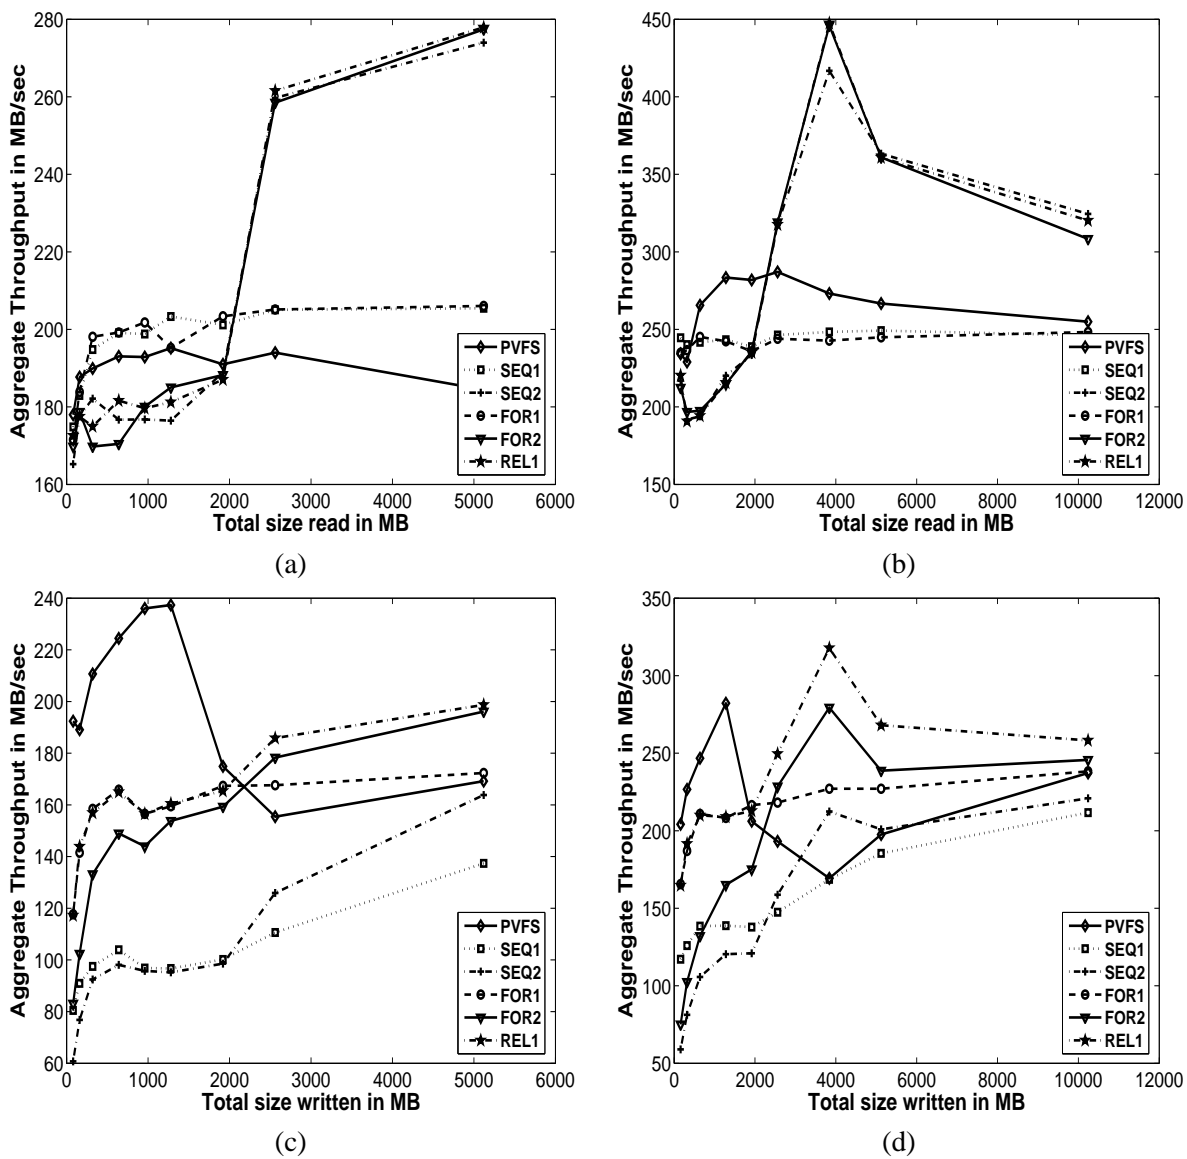 280
260
240
220
200
180
160
Aggregate Throughput in MB/sec
0 1000 2000 3000 4000 5000 6000
Total size read in MB
PVFS
SEQ1
SEQ2
FOR1
FOR2
REL1
(a)
450
400
350
300
250
200
150
Aggregate Throughput in MB/sec
0 2000 4000 6000 8000 10000 12000
Total size read in MB
PVFS
SEQ1
SEQ2
FOR1
FOR2
REL1
(b)
240
220
200
180
160
140
120
100
80
60
Aggregate Throughput in MB/sec
0 1000 2000 3000 4000 5000 6000
Total size written in MB
PVFS
SEQ1
SEQ2
FOR1
FOR2
REL1
(c)
350
300
250
200
150
100
50
Aggregate Throughput in MB/sec
0 2000 4000 6000 8000 10000 12000
Total size written in MB
PVFS
SEQ1
SEQ2
FOR1
FOR2
REL1
(d)